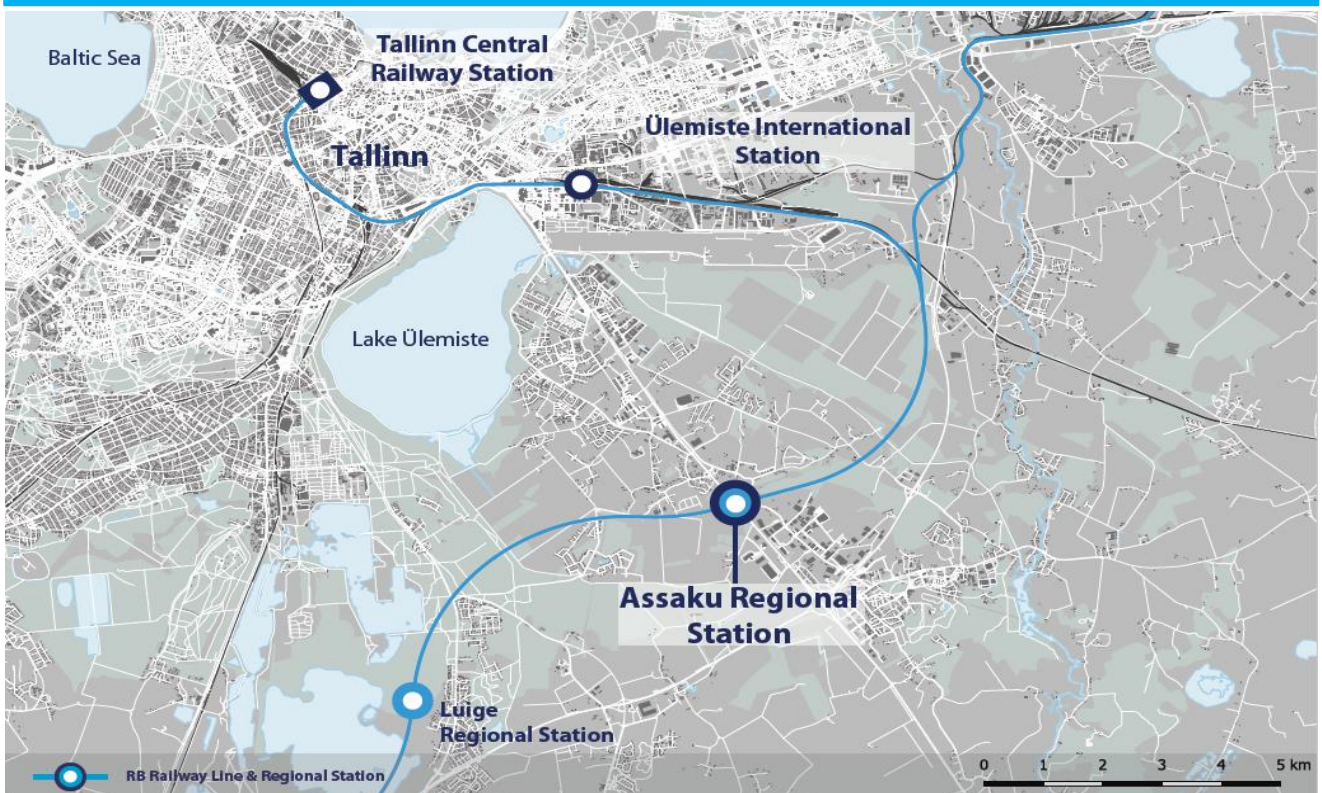 Baltic Sea
Tallinn Central
Railway Station
Ülemiste International
Station
Tallinn
Lake Ülemiste
Assaku Regional
Station
Luige
Regional Station
RB Railway Line & Regional Station
0 1 2 3 4 5 km